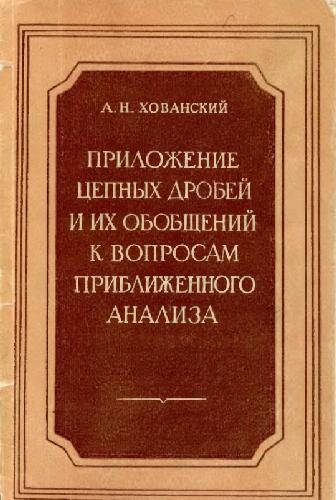 А. Н. ХОВАНСКИЙ
ПРИЛОЖЕНИЕ
ЦЕПНЫХ ДРОБЕЙ
И ИХ ОБОБЩЕНИЙ
К ВОПРОСАМ
ПРИБЛИЖЕННОГО
АНАЛИЗА